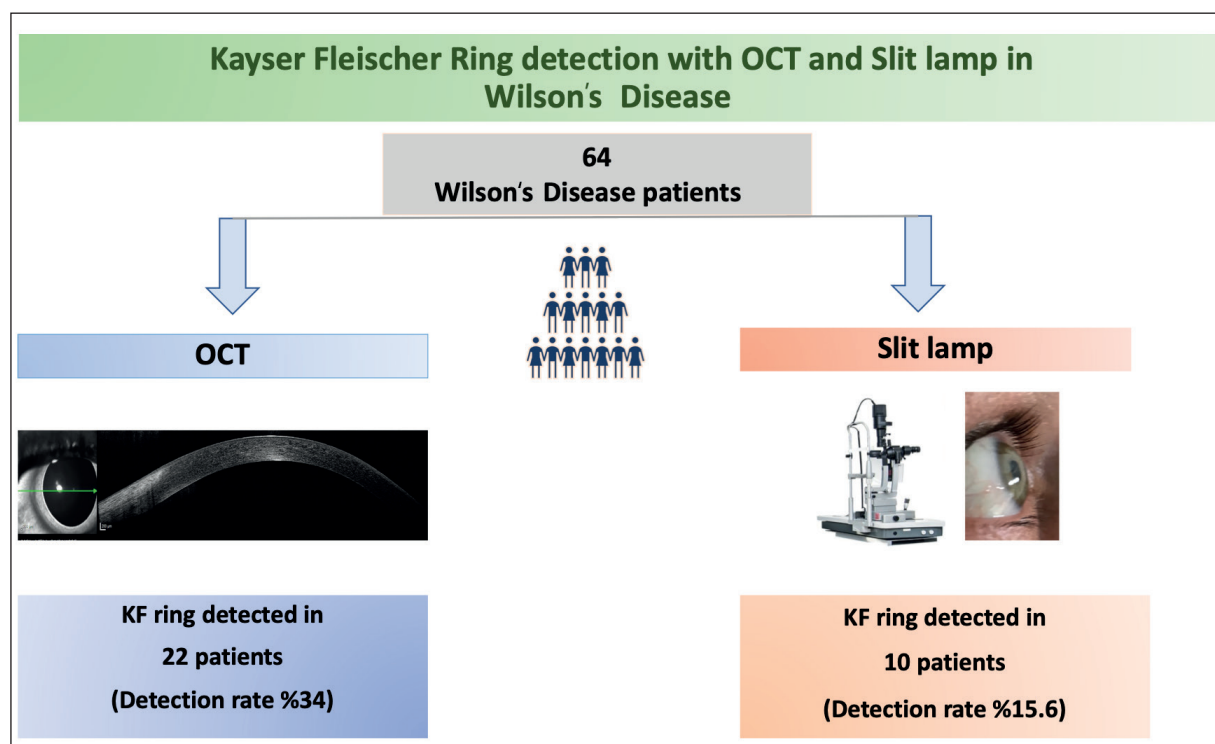 Kayser Fleischer Ring detection with OCT and Slit lamp in
Wilson's Disease
64
Wilson's Disease patients
OCT
Slit lamp
KF ring detected in
22 patients
(Detection rate %34)
KF ring detected in
10 patients
(Detection rate %15.6)